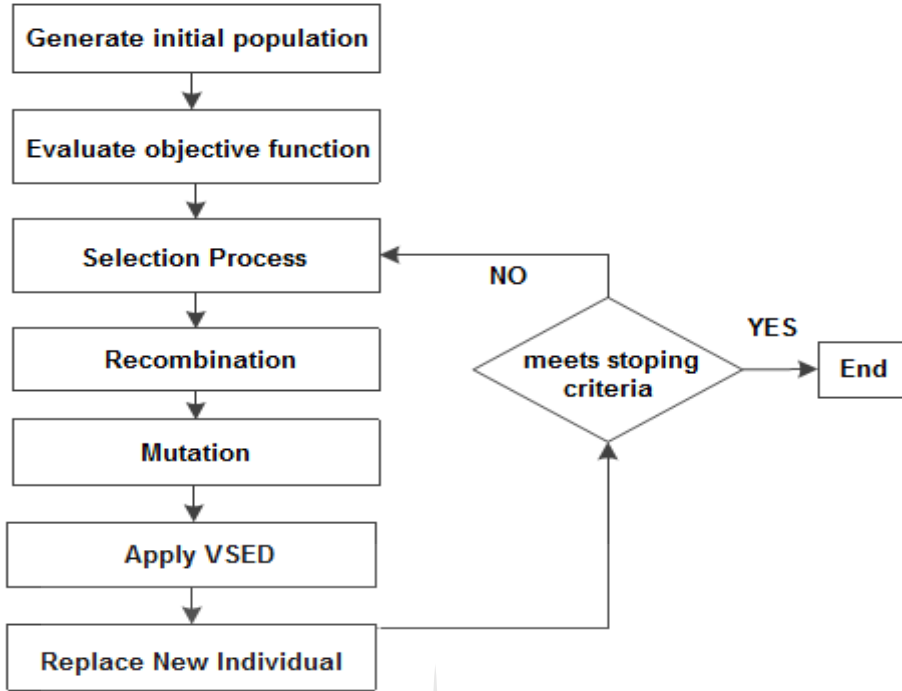 Generate initial population
Evaluate objective function
Selection Process
Recombination
Mutation
Apply VSED
Replace New Individual
NO
meets stoping
criteria
YES
End